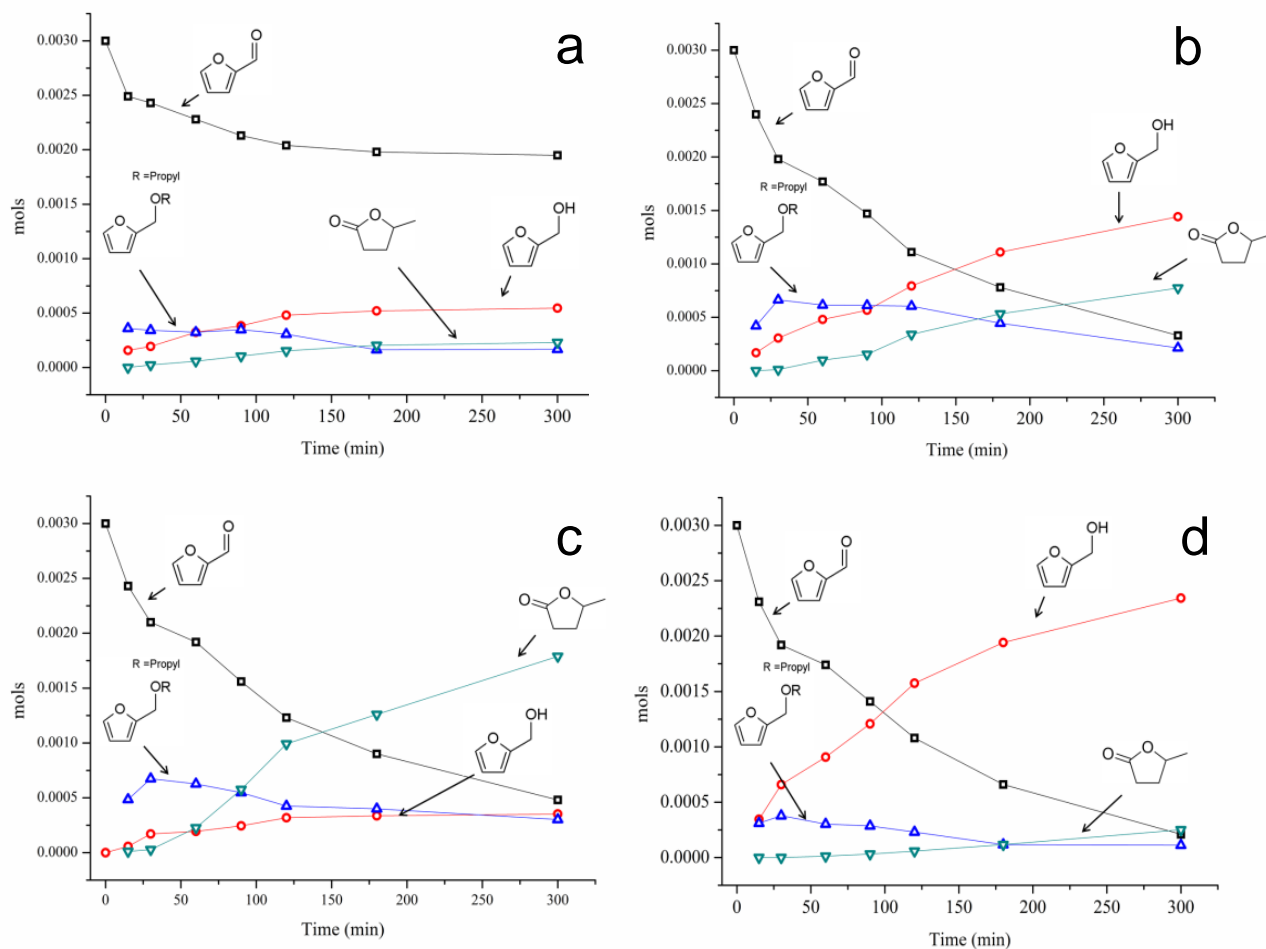 a
0.0030
0.0025
0.0020
0.0015
0.0010
0.0005
0.0000
mols
O
O
R =Propyl
OR
O
O
O
OH
O
0
50
100
150
200
250
300
Time (min)
b
0.0030
0.0025
0.0020
0.0015
0.0010
0.0005
0.0000
mols
O
O
OH
O
R =Propyl
OR
O
O
O
0
50
100
150
200
250
300
Time (min)
c
0.0030
0.0025
0.0020
0.0015
0.0010
0.0005
0.0000
mols
O
O
O
O
R =Propyl
OR
O
OH
O
0
50
100
150
200
250
300
Time (min)
d
0.0030
0.0025
0.0020
0.0015
0.0010
0.0005
0.0000
mols
O
O
OH
O
R =Propyl
OR
O
O
O
0
50
100
150
200
250
300
Time (min)